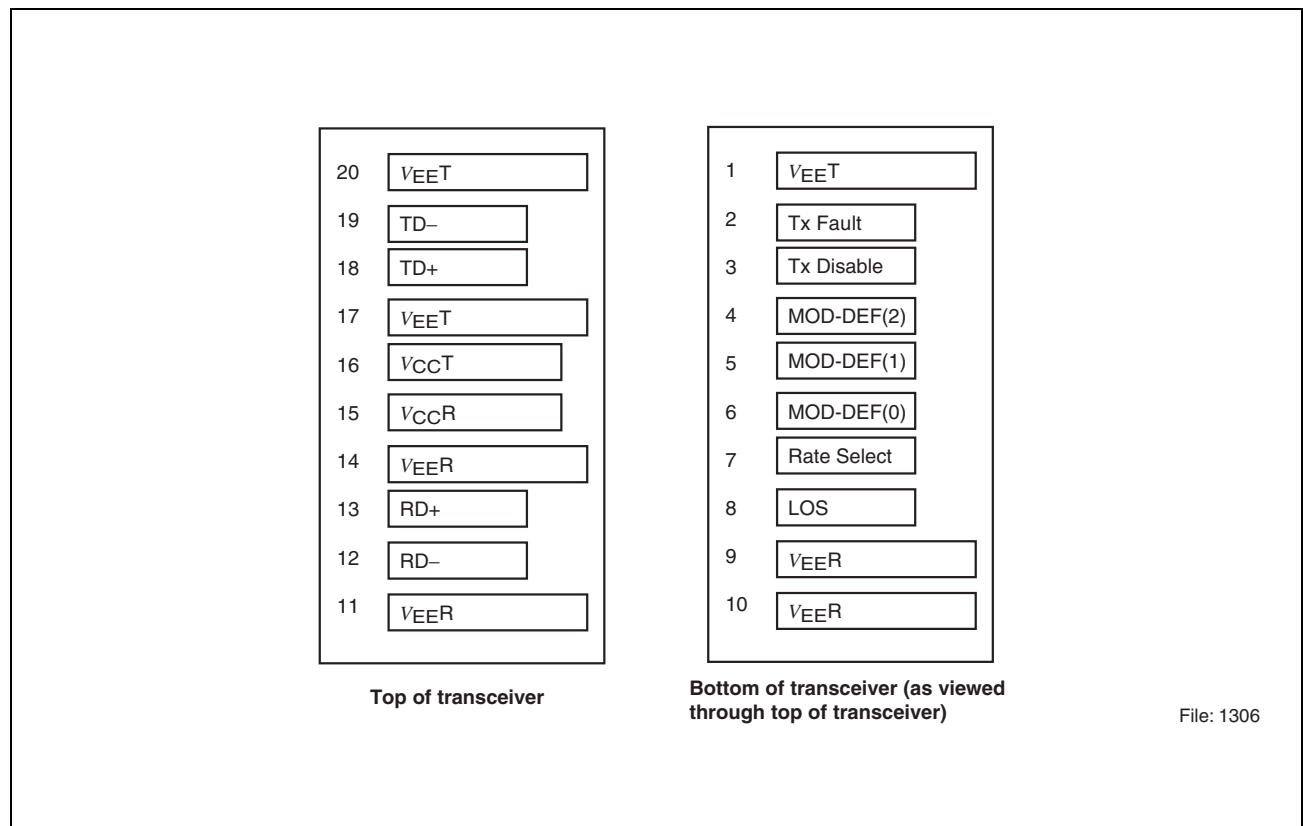 20 VEET
19 TD–
18 TD+
17 VEET
16 VCCT
15 VCCR
14 VEER
13 RD+
12 RD–
11 VEER
Top of transceiver
1 VEET
2 Tx Fault
3 Tx Disable
4 MOD-DEF(2)
5 MOD-DEF(1)
6 MOD-DEF(0)
7 Rate Select
8 LOS
9 VEER
10 VEER
Bottom of transceiver (as viewed
through top of transceiver)
File: 1306